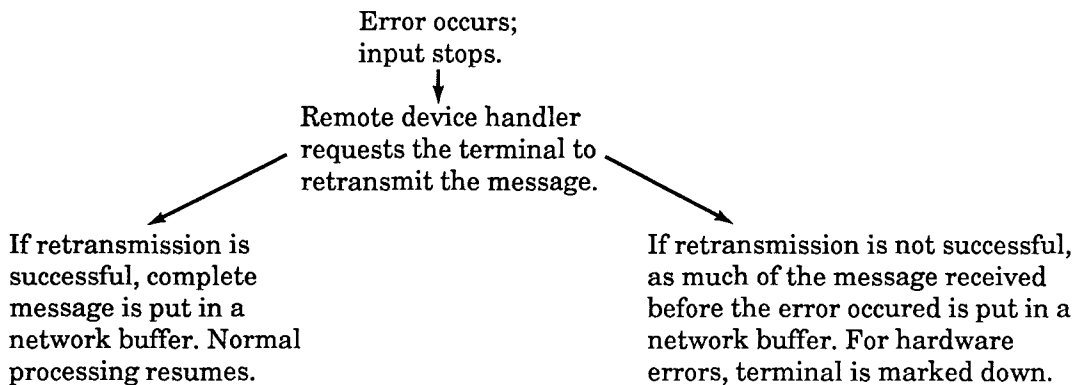 Error occurs;
input stops.
Remote device handler
requests the terminal to
retransmit the message.
If retransmission is
successful, complete
message is put in a
network buffer. Normal
processing resumes.
If retransmission is not successful,
as much of the message received
before the error occured is put in a
network buffer. For hardware
errors, terminal is marked down.